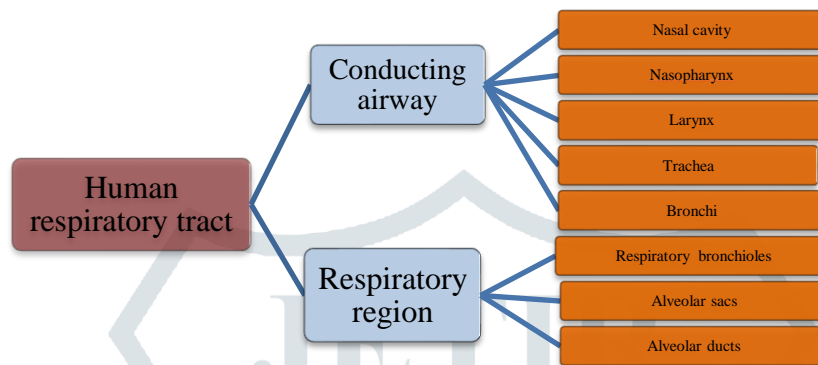 Human
respiratory tract
Conducting
airway
Nasal cavity
Nasopharynx
Larynx
Trachea
Bronchi
Respiratory
region
Respiratory bronchioles
Alveolar sacs
Alveolar ducts